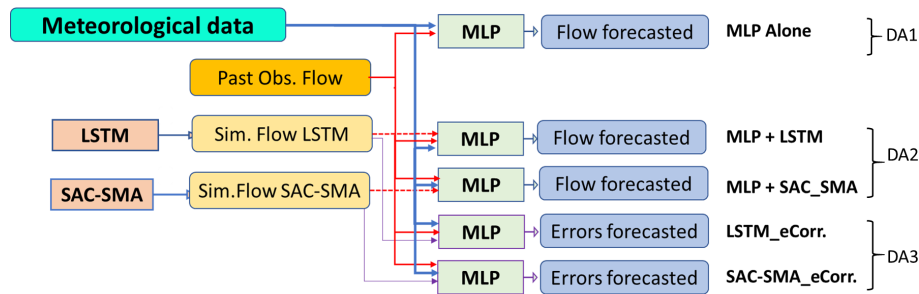 Meteorological data
MLP
Flow forecasted
MLP Alone
DA1
Past Obs. Flow
LSTM
Sim. Flow LSTM
MLP
Flow forecasted
MLP + LSTM
DA2
SAC-SMA
Sim.Flow SAC-SMA
MLP
Flow forecasted
MLP + SAC_SMA
MLP
Errors forecasted
LSTM_eCorr.
DA3
MLP
Errors forecasted
SAC-SMA_eCorr.